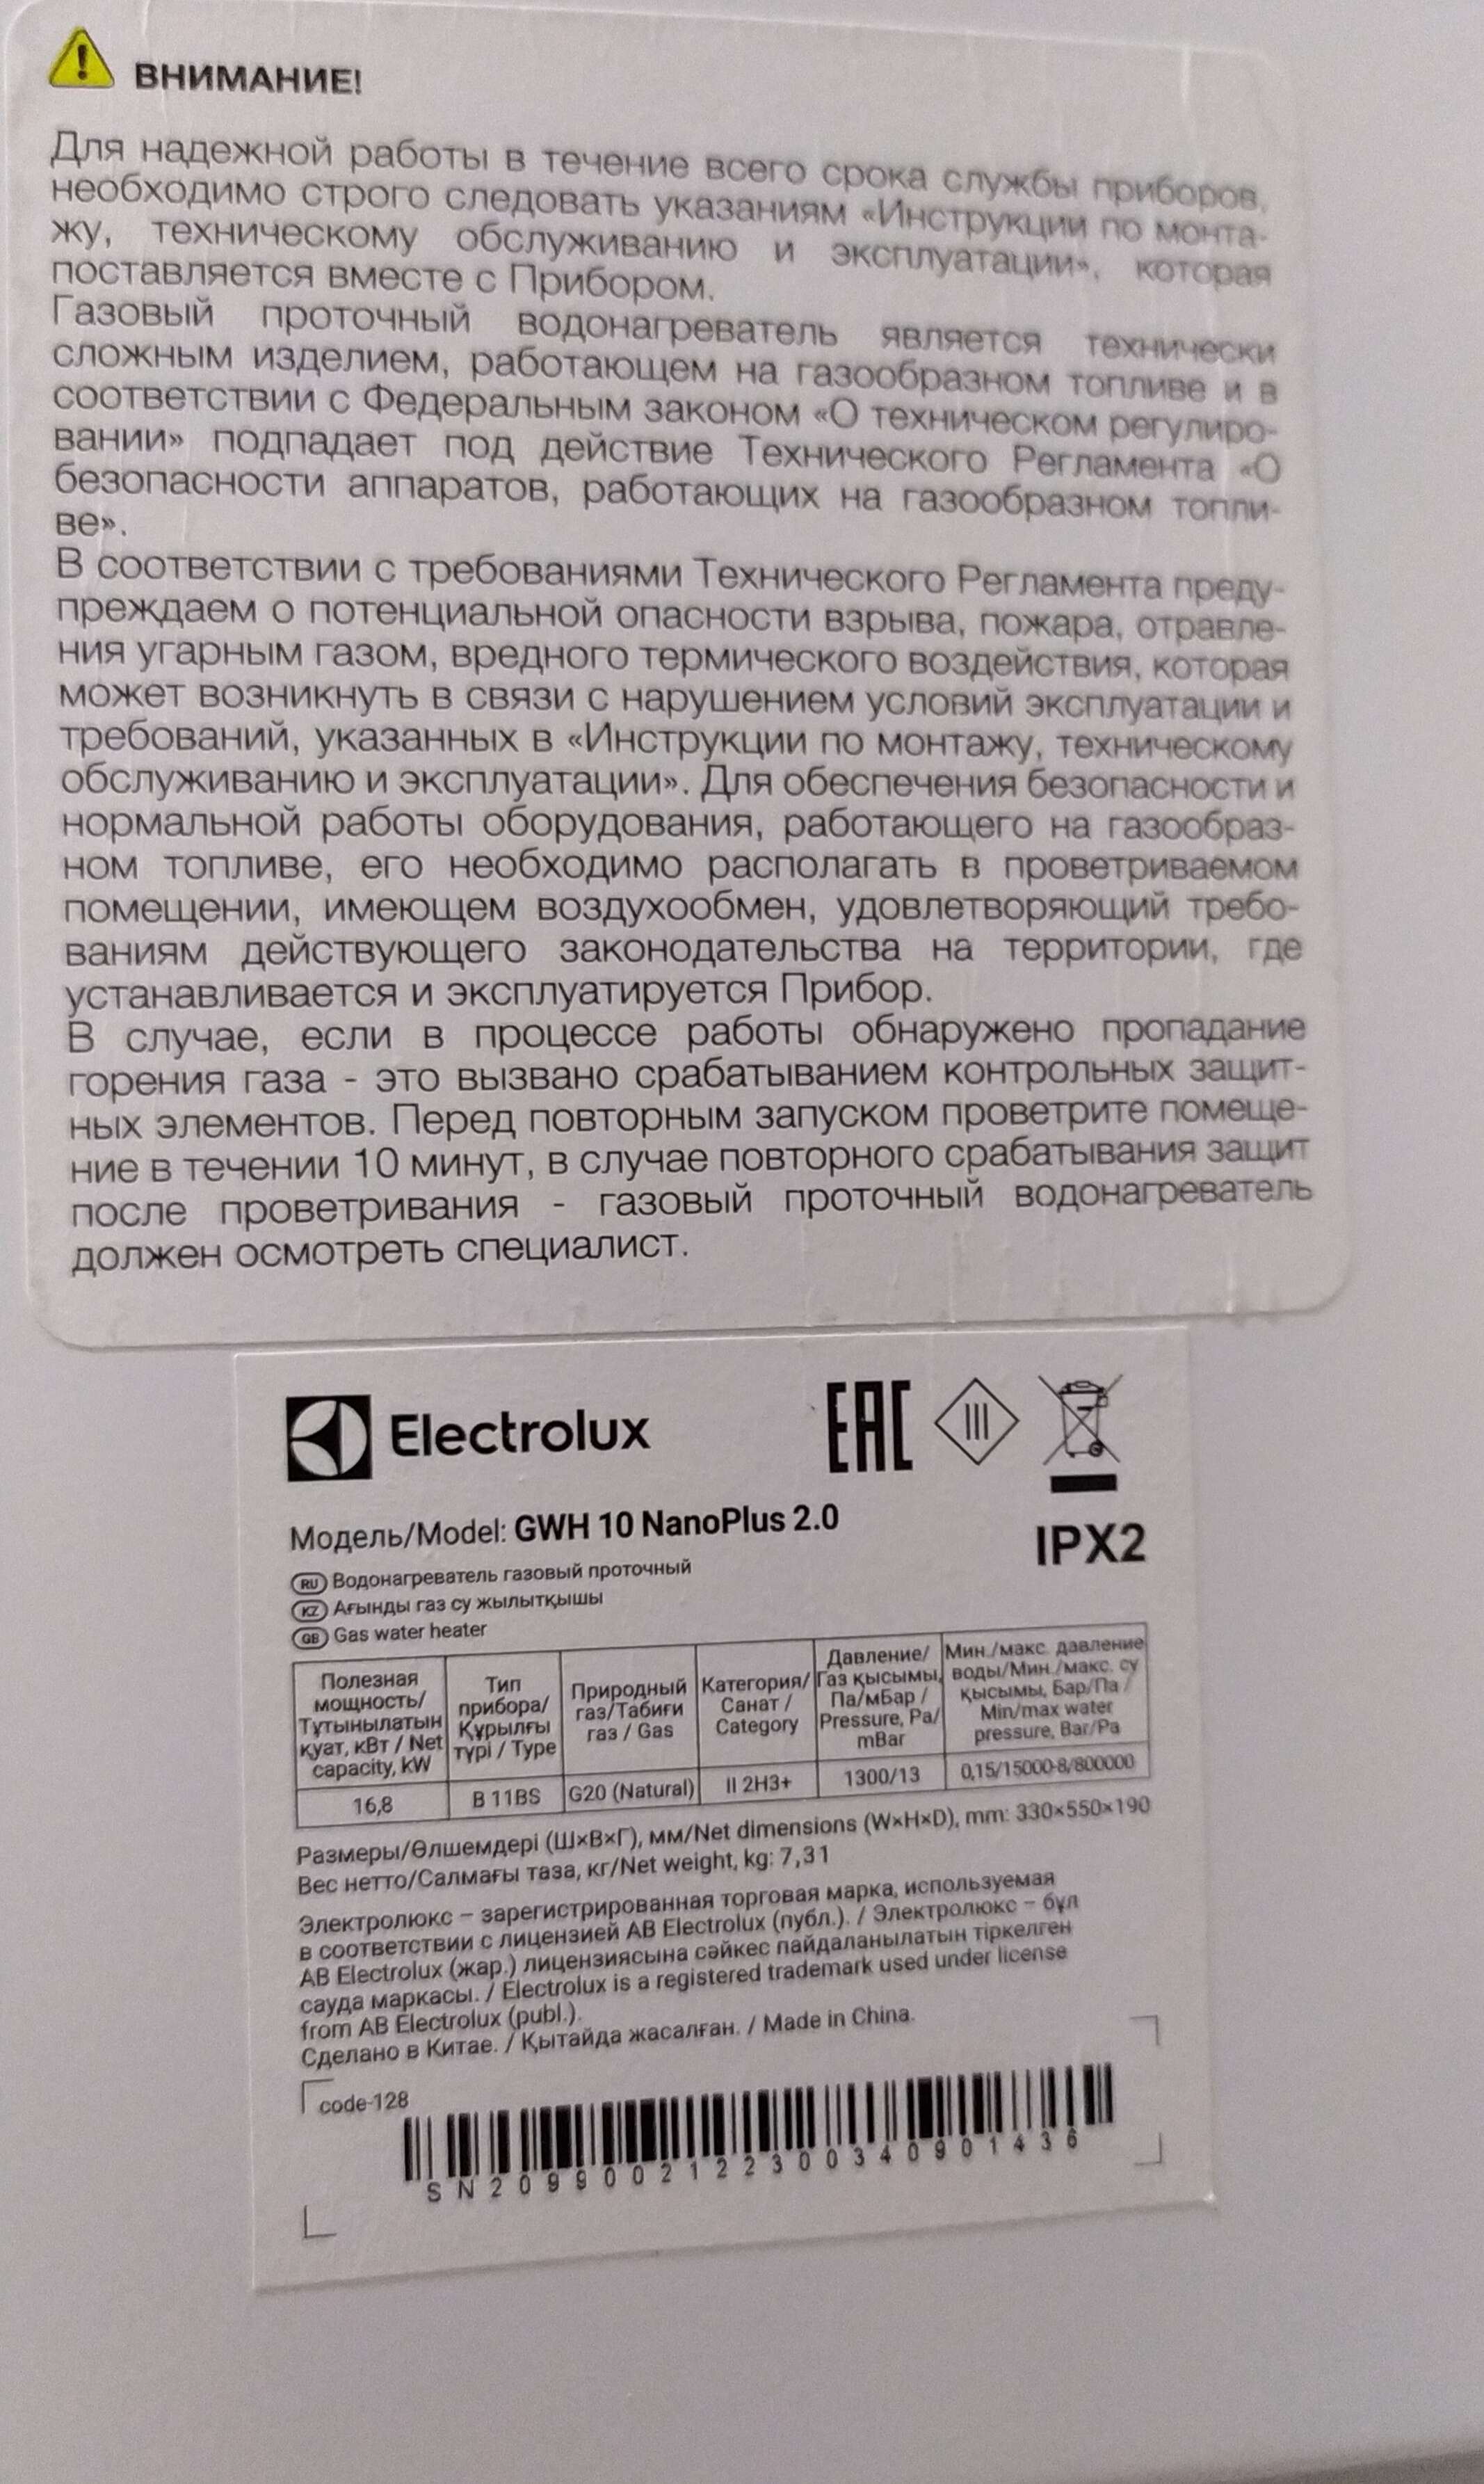 ВНИМАНИЕ!
Для надежной работы в течение всего срока службы приборов,
необходимо строго следовать указаниям «Инструкции по монта-
жу, техническому обслуживанию и эксплуатации», которая
поставляется вместе с Прибором.
Газовый проточный водонагреватель является технически
сложным изделием, работающем на газообразном топливе и в
соответствии с Федеральным законом «О техническом регулиро-
вании» подпадает под действие Технического Регламента «О
безопасности аппаратов, работающих на газообразном топли-
ве».
В соответствии с требованиями Технического Регламента преду-
преждаем о потенциальной опасности взрыва, пожара, отравле-
ния угарным газом, вредного термического воздействия, которая
может возникнуть в связи с нарушением условий эксплуатации и
требований, указанных в «Инструкции по монтажу, техническому
обслуживанию и эксплуатации». Для обеспечения безопасности и
нормальной работы оборудования, работающего на газообраз-
ном топливе, его необходимо располагать в проветриваемом
помещении, имеющем воздухообмен, удовлетворяющий требо-
ваниям действующего законодательства на территории, где
устанавливается и эксплуатируется Прибор.
В случае, если в процессе работы обнаружено пропадание
горения газа - это вызвано срабатыванием контрольных защит-
ных элементов. Перед повторным запуском проветрите помеще-
ние в течении 10 минут, в случае повторного срабатывания защит
после проветривания - газовый проточный водонагреватель
должен осмотреть специалист.
Electrolux EAC III
Модель/Model: GWH 10 NanoPlus 2.0
IPX2
RU Водонагреватель газовый проточный
KZ Ағынды газ су жылытқышы
GB Gas water heater
Полезная
мощность/
Тұтынылатын
қуат, кВт / Net
capacity, kW
Тип
прибора/
Құрылғы
түрі / Type
Природный
газ/Табиғи
газ / Gas
Категория/
Санат /
Category
Давление/
Газ қысымы,
Па/мБар /
Pressure, Pa/
mBar
Мин./макс. давление
воды/Мин./макс. су
қысымы, Бар/Па /
Min/max water
pressure, Bar/Pa
16,8 B 11BS G20 (Natural) II 2H3+ 1300/13 0,15/15000-8/800000
Размеры/Өлшемдері (Ш×В×Г), мм/Net dimensions (W×H×D), mm: 330×550×190
Вес нетто/Салмағы таза, кг/Net weight, kg: 7,31
Электролюкс – зарегистрированная торговая марка, используемая
в соответствии с лицензией AB Electrolux (публ.). / Электролюкс – бұл
AB Electrolux (жар.) лицензиясына сәйкес пайдаланылатын тіркелген
сауда маркасы. / Electrolux is a registered trademark used under license
from AB Electrolux (publ.).
Сделано в Китае. / Қытайда жасалған. / Made in China.
code-128
SN2099002122300340901436